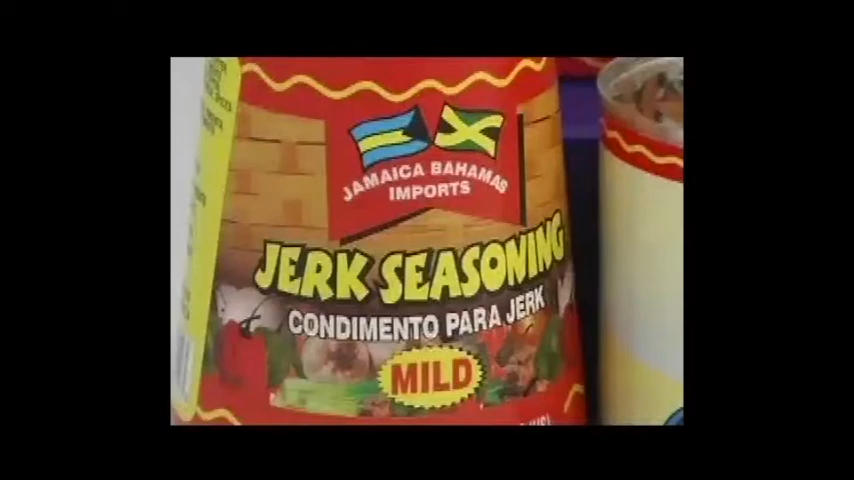 JAMAICA BAHAMAS
IMPORTS
JERK SEASONING
CONDIMENTO PARA JERK
MILD